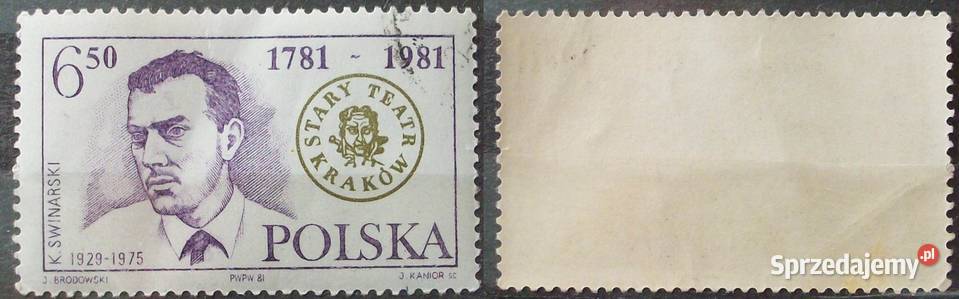 6 50
1781 - 1981
STARY TEATR
KRAKÓW
K. SWINARSKI
1929-1975
POLSKA
J. BRODOWSKI
PWPW 81
J. KANIOR SC
Sprzedajemy.pl